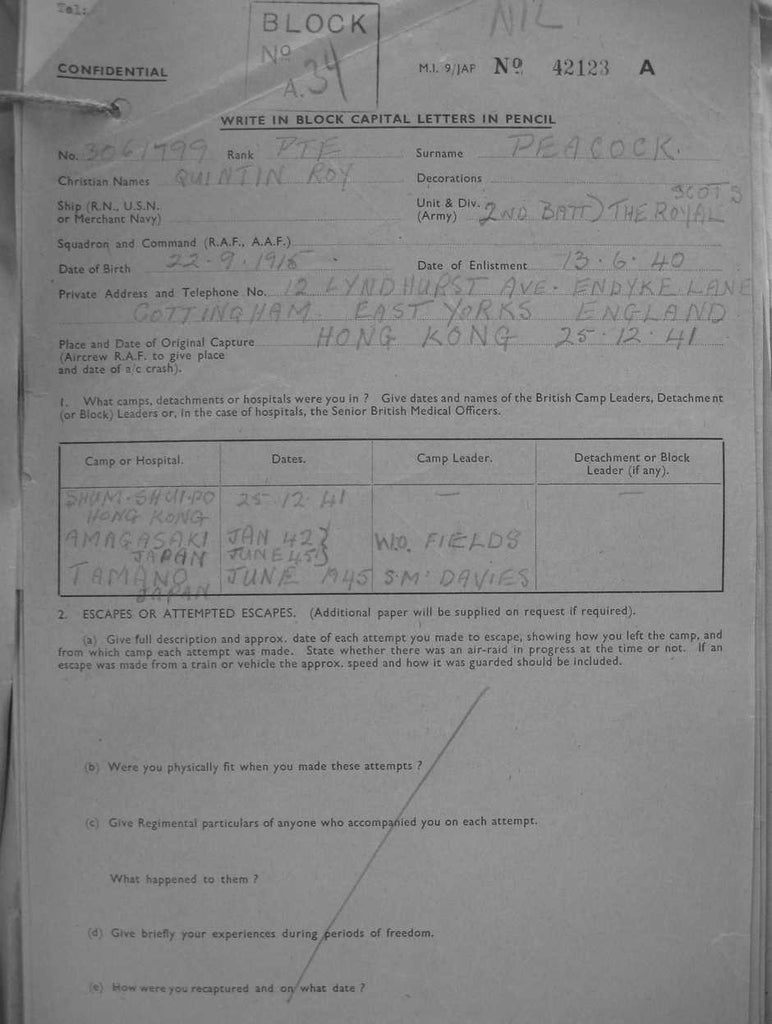 Tel:
BLOCK
Nº
A.34
NIL
CONFIDENTIAL
M.I. 9/JAP Nº 42123 A
WRITE IN BLOCK CAPITAL LETTERS IN PENCIL
No. 3061799 Rank PTE Surname PEACOCK.
Christian Names QUINTIN ROY Decorations
Ship (R.N., U.S.N.
or Merchant Navy)
Unit & Div. 2ND BATT) THE ROYAL SCOTS
(Army)
Squadron and Command (R.A.F., A.A.F.)
Date of Birth 22-9-1916 Date of Enlistment 13·6·40
Private Address and Telephone No. 12 LYNDHURST AVE. ENDYKE LANE
COTTINGHAM. EAST YORKS ENGLAND
Place and Date of Original Capture HONG KONG 25·12·41
(Aircrew R.A.F. to give place
and date of a/c crash).
1. What camps, detachments or hospitals were you in ? Give dates and names of the British Camp Leaders, Detachment
(or Block) Leaders or, in the case of hospitals, the Senior British Medical Officers.
Camp or Hospital. Dates. Camp Leader. Detachment or Block
Leader (if any).
SHUM-SHUI-PO 25·12·41 — —
HONG KONG
AMAGASAKI JAN 42 } W.O. FIELDS
JAPAN JUNE 45 }
TAMANO JUNE 1945 S.M. DAVIES
JAPAN
2. ESCAPES OR ATTEMPTED ESCAPES. (Additional paper will be supplied on request if required).
(a) Give full description and approx. date of each attempt you made to escape, showing how you left the camp, and
from which camp each attempt was made. State whether there was an air-raid in progress at the time or not. If an
escape was made from a train or vehicle the approx. speed and how it was guarded should be included.
(b) Were you physically fit when you made these attempts ?
(c) Give Regimental particulars of anyone who accompanied you on each attempt.
What happened to them ?
(d) Give briefly your experiences during periods of freedom.
(e) How were you recaptured and on what date ?